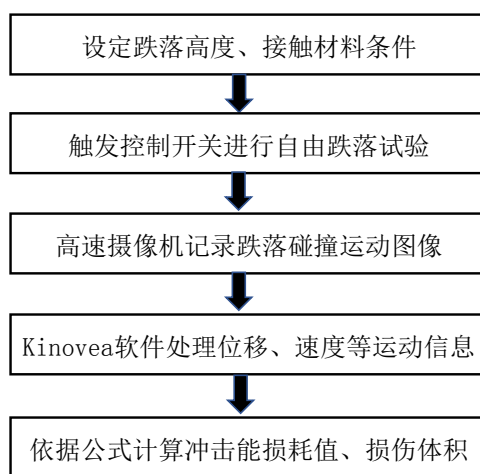 设定跌落高度、接触材料条件
触发控制开关进行自由跌落试验
高速摄像机记录跌落碰撞运动图像
Kinovea软件处理位移、速度等运动信息
依据公式计算冲击能损耗值、损伤体积